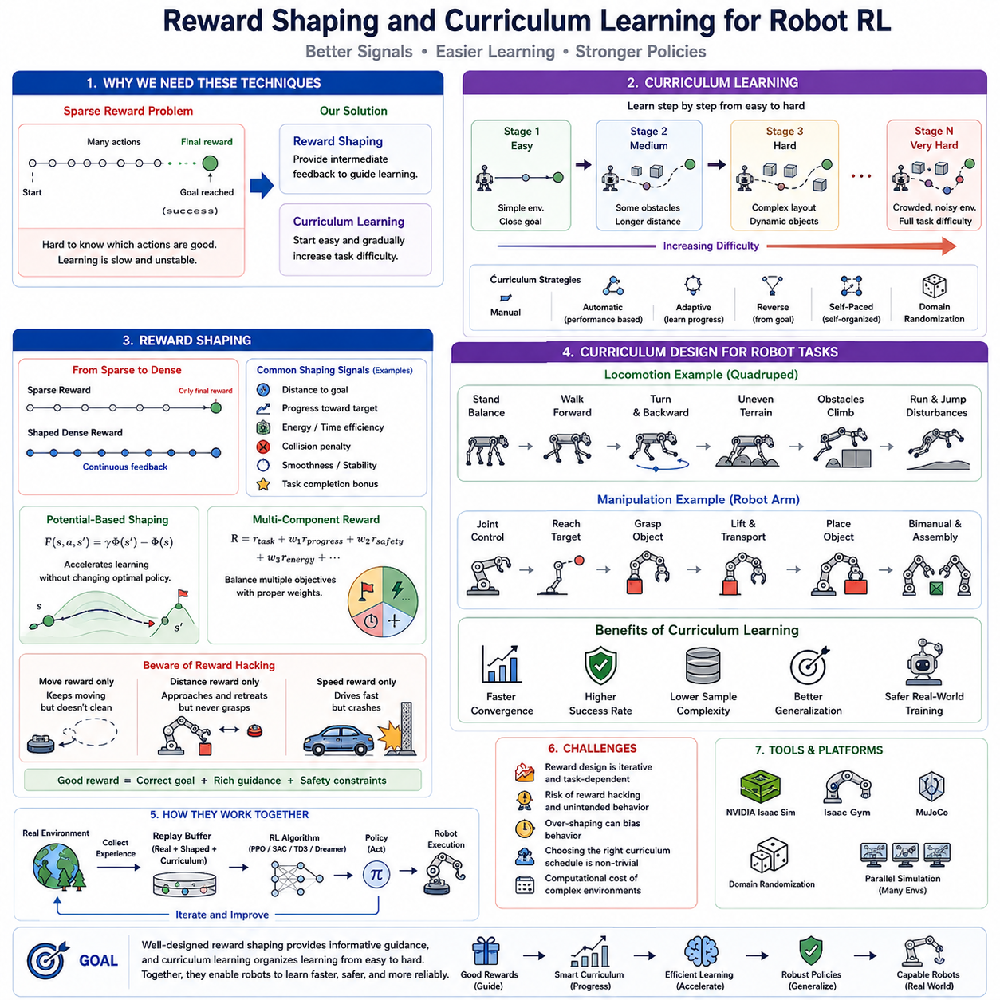 Reward Shaping and Curriculum Learning for Robot RL
Better Signals • Easier Learning • Stronger Policies
1. WHY WE NEED THESE TECHNIQUES
Sparse Reward Problem
Many actions
Final reward
Start
Goal reached
(success)
Hard to know which actions are good.
Learning is slow and unstable.
Our Solution
Reward Shaping
Provide intermediate
feedback to guide learning.
Curriculum Learning
Start easy and gradually
increase task difficulty.
2. CURRICULUM LEARNING
Learn step by step from easy to hard
Stage 1
Easy
Simple env.
Close goal
Stage 2
Medium
Some obstacles
Longer distance
Stage 3
Hard
Complex layout
Dynamic objects
Stage N
Very Hard
Crowded, noisy env.
Full task difficulty
Increasing Difficulty
Curriculum Strategies
Manual
Automatic
(performance based)
Adaptive
(learn progress)
Reverse
(from goal)
Self-Paced
(self-organized)
Domain
Randomization
3. REWARD SHAPING
From Sparse to Dense
Sparse Reward
Only final reward
Shaped Dense Reward
Continuous feedback
Common Shaping Signals (Examples)
Distance to goal
Progress toward target
Energy / Time efficiency
Collision penalty
Smoothness / Stability
Task completion bonus
Potential-Based Shaping
F(s, a, s′) = γΦ(s′) − Φ(s)
Accelerates learning
without changing optimal policy.
s
s′
Multi-Component Reward
R = r_task + w₁r_progress + w₂r_safety
+ w₃r_energy + ⋯
Balance multiple objectives
with proper weights.
Beware of Reward Hacking
Move reward only
Keeps moving
but doesn't clean
Distance reward only
Approaches and retreats
but never grasps
Speed reward only
Drives fast
but crashes
Good reward = Correct goal + Rich guidance + Safety constraints
4. CURRICULUM DESIGN FOR ROBOT TASKS
Locomotion Example (Quadruped)
Stand
Balance
Walk
Forward
Turn
& Backward
Uneven
Terrain
Obstacles
Climb
Run & Jump
Disturbances
Manipulation Example (Robot Arm)
Joint
Control
Reach
Target
Grasp
Object
Lift &
Transport
Place
Object
Bimanual &
Assembly
Benefits of Curriculum Learning
Faster
Convergence
Higher
Success Rate
Lower Sample
Complexity
Better
Generalization
Safer Real-World
Training
5. HOW THEY WORK TOGETHER
Real Environment
Collect
Experience
Replay Buffer
(Real + Shaped +
Curriculum)
RL Algorithm
(PPO / SAC / TD3 / Dreamer)
Policy
(Act)
π
Robot
Execution
Iterate and Improve
6. CHALLENGES
Reward design is iterative
and task-dependent
Risk of reward hacking
and unintended behavior
Over-shaping can bias
behavior
Choosing the right curriculum
schedule is non-trivial
Computational cost of
complex environments
7. TOOLS & PLATFORMS
NVIDIA Isaac Sim
Isaac Gym
MuJoCo
Domain Randomization
Parallel Simulation
(Many Envs)
GOAL
Well-designed reward shaping provides informative guidance,
and curriculum learning organizes learning from easy to hard.
Together, they enable robots to learn faster, safer, and more reliably.
Good Rewards
(Guide)
Smart Curriculum
(Progress)
Efficient Learning
(Accelerate)
Robust Policies
(Generalize)
Capable Robots
(Real World)